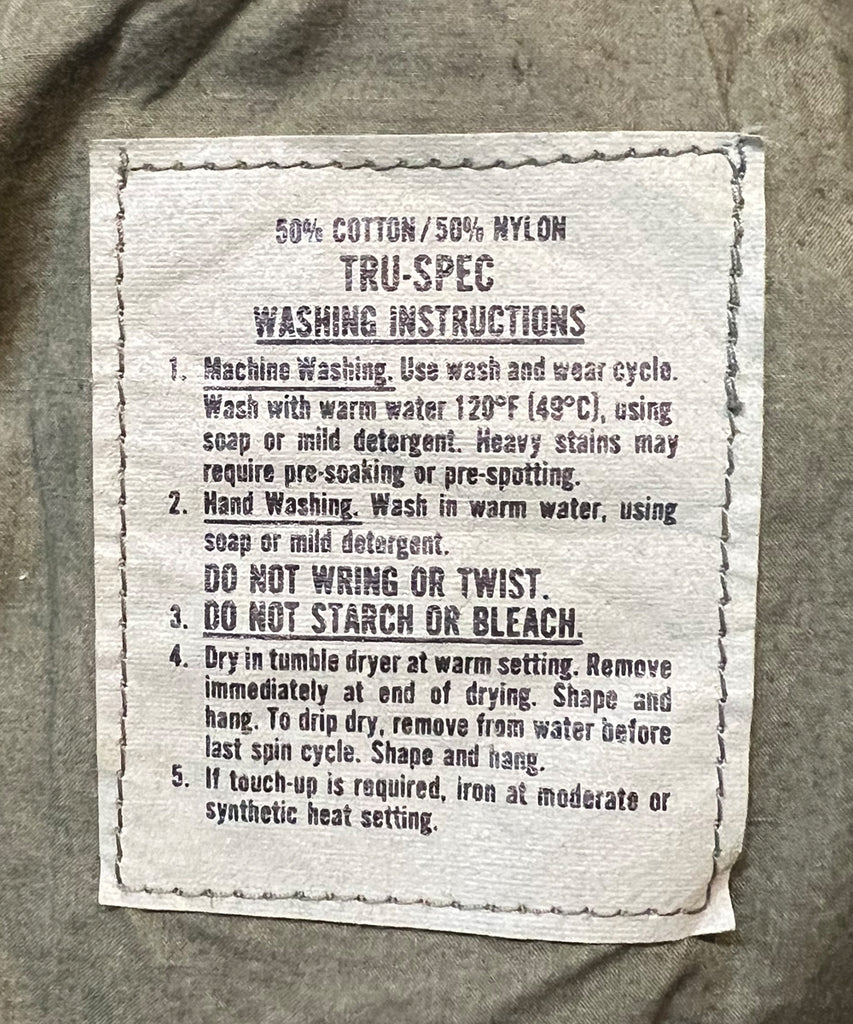 50% COTTON/50% NYLON
TRU-SPEC
WASHING INSTRUCTIONS
1. Machine Washing. Use wash and wear cycle.
Wash with warm water 120°F (49°C), using
soap or mild detergent. Heavy stains may
require pre-soaking or pre-spotting.
2. Hand Washing. Wash in warm water, using
soap or mild detergent.
DO NOT WRING OR TWIST.
3. DO NOT STARCH OR BLEACH.
4. Dry in tumble dryer at warm setting. Remove
immediately at end of drying. Shape and
hang. To drip dry, remove from water before
last spin cycle. Shape and hang.
5. If touch-up is required, iron at moderate or
synthetic heat setting.